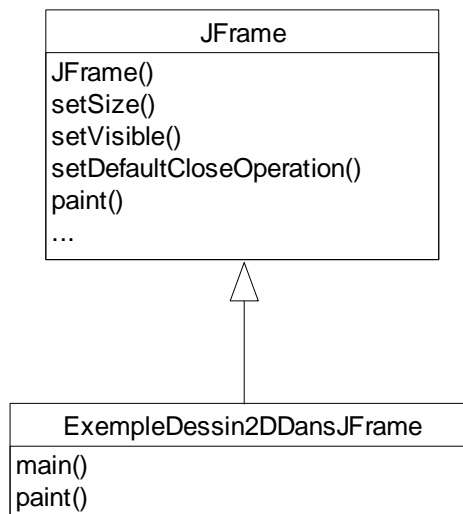 JFrame
JFrame()
setSize()
setVisible()
setDefaultCloseOperation()
paint()
...
ExempleDessin2DDansJFrame
main()
paint()